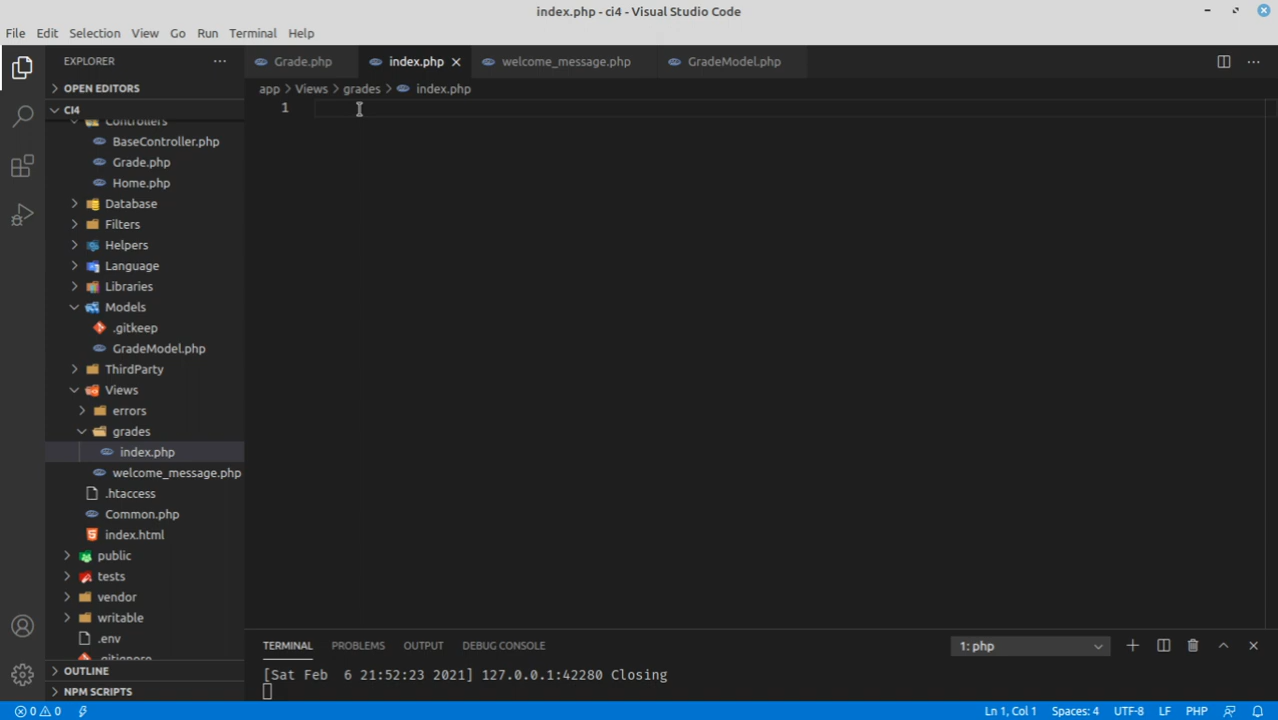 index.php - ci4 - Visual Studio Code
File Edit Selection View Go Run Terminal Help
EXPLORER
Grade.php
index.php
welcome_message.php
GradeModel.php
OPEN EDITORS
app > Views > grades > index.php
CI4
1
Controllers
BaseController.php
Grade.php
Home.php
Database
Filters
Helpers
Language
Libraries
Models
.gitkeep
GradeModel.php
ThirdParty
Views
errors
grades
index.php
welcome_message.php
.htaccess
Common.php
index.html
public
tests
vendor
writable
.env
.gitignore
OUTLINE
NPM SCRIPTS
TERMINAL PROBLEMS OUTPUT DEBUG CONSOLE
1: php
[Sat Feb  6 21:52:23 2021] 127.0.0.1:42280 Closing
0 0
Ln 1, Col 1 Spaces: 4 UTF-8 LF PHP